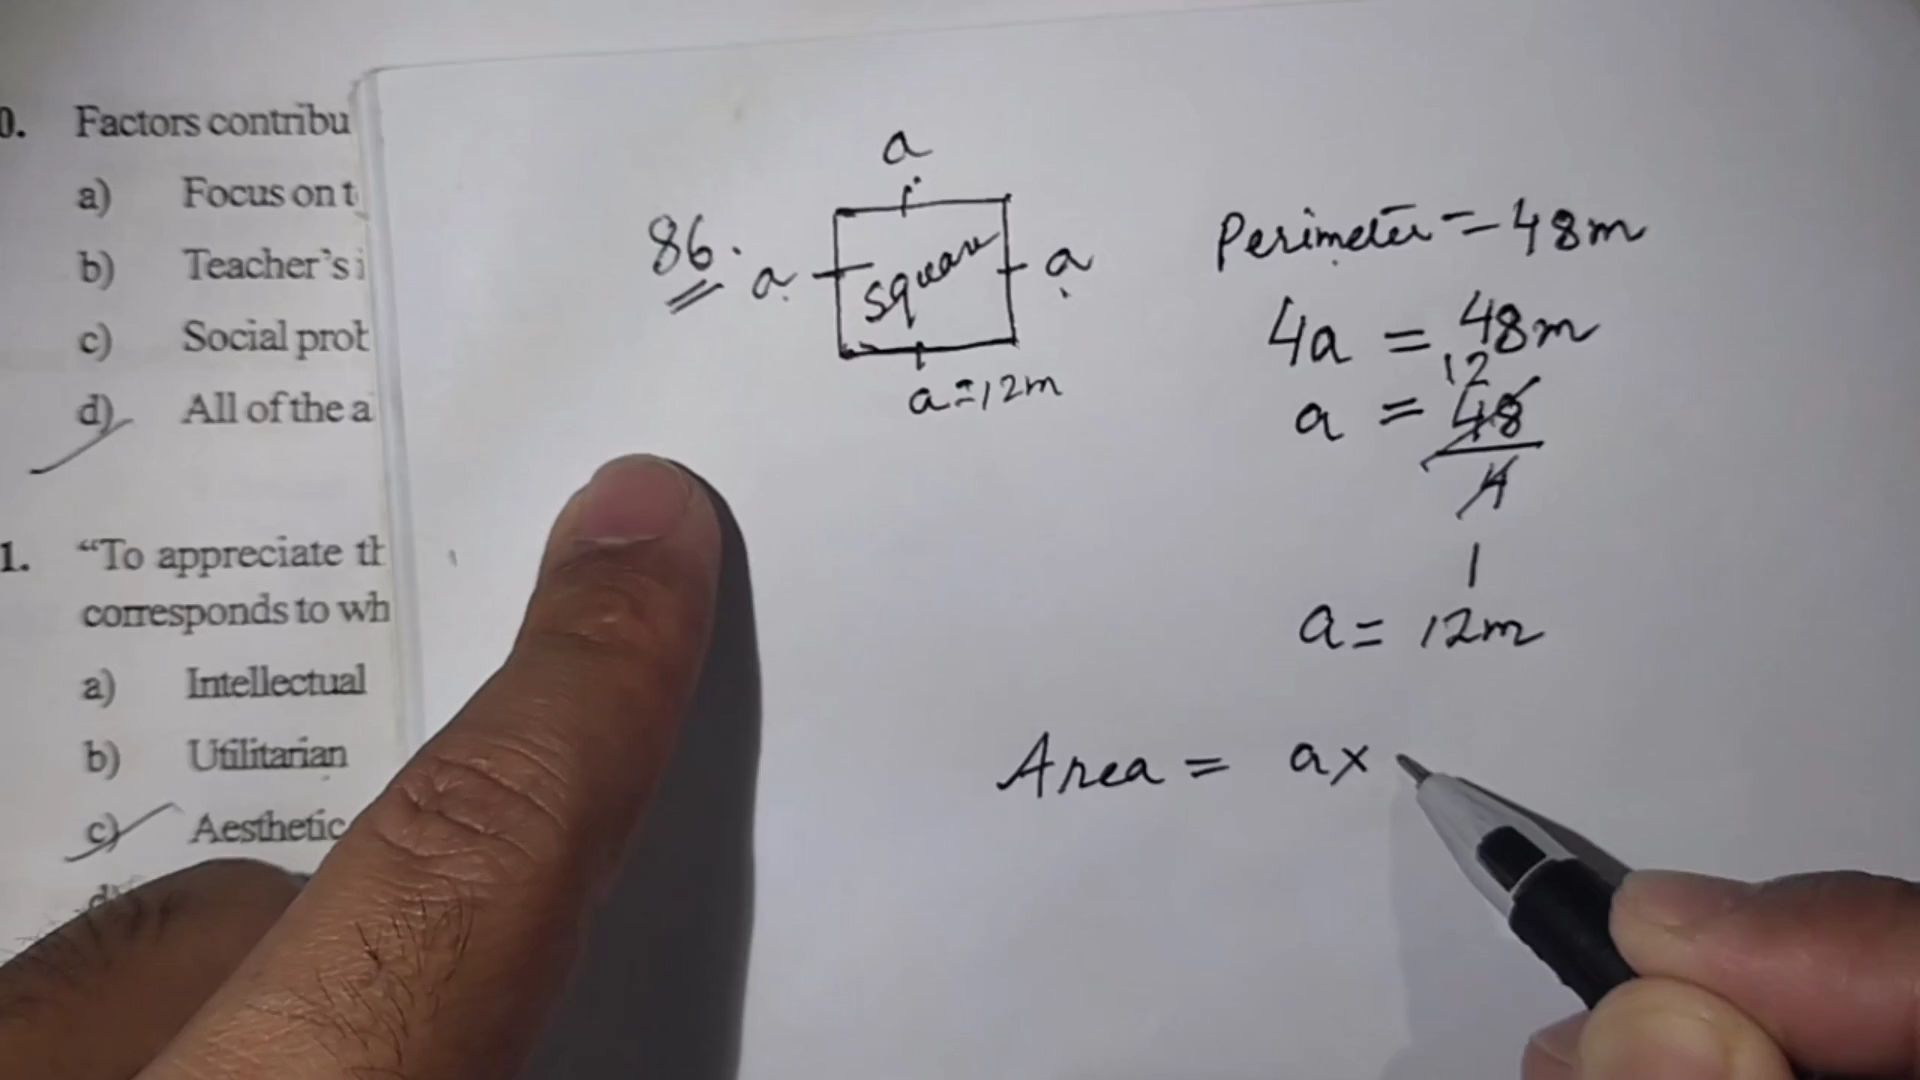 0. Factors contribu
a) Focus on t
b) Teacher's i
c) Social prob
d) All of the a
1. "To appreciate th
corresponds to wh
a) Intellectual
b) Utilitarian
c) Aesthetic
86.
a
a
square
a
a = 12m
Perimeter = 48m
4a = 48m
12
a = 48
4
1
a = 12m
Area = a x